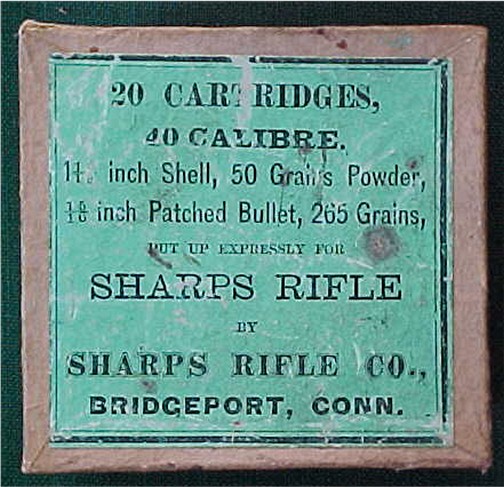 20 CARTRIDGES,
40 CALIBRE.
inch Shell, 50 Grains Powder,
inch Patched Bullet, 265 Grains,
PUT UP EXPRESSLY FOR
SHARPS RIFLE
BY
SHARPS RIFLE CO.,
BRIDGEPORT, CONN.